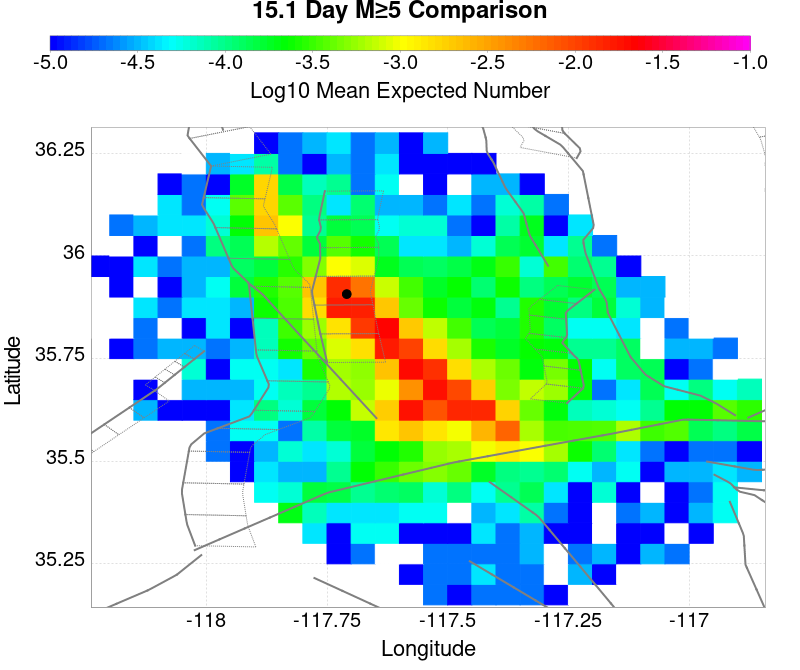 15.1 Day M≥5 Comparison
-5.0 -4.5 -4.0 -3.5 -3.0 -2.5 -2.0 -1.5 -1.0
Log10 Mean Expected Number
36.25
36
35.75
35.5
35.25
Latitude
-118 -117.75 -117.5 -117.25 -117
Longitude